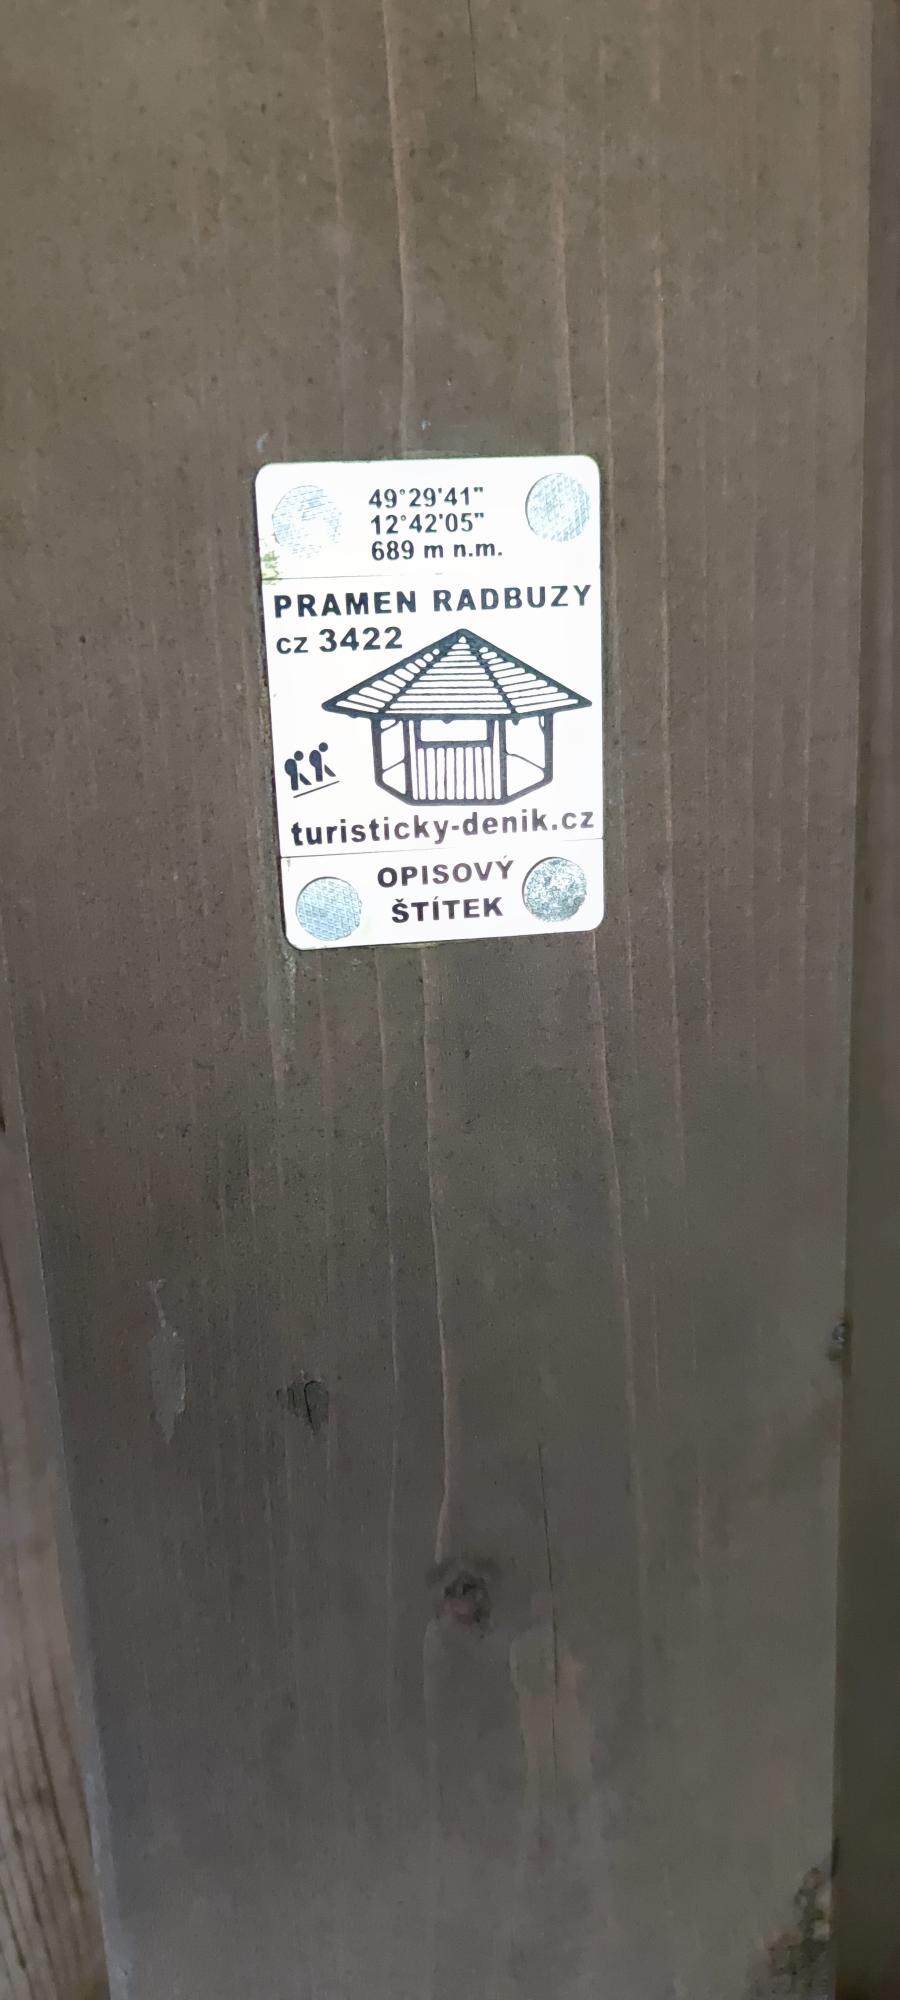 49°29'41"
12°42'05"
689 m n.m.
PRAMEN RADBUZY
cz 3422
turisticky-denik.cz
OPISOVÝ
ŠTÍTEK